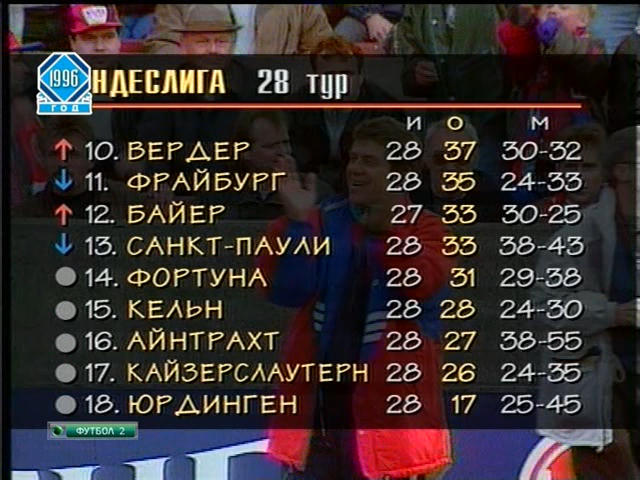 1996
ГОД
НДЕСЛИГА 28 тур
И О М
10. ВЕРДЕР 28 37 30-32
11. ФРАЙБУРГ 28 35 24-33
12. БАЙЕР 27 33 30-25
13. САНКТ-ПАУЛИ 28 33 38-43
14. ФОРТУНА 28 31 29-38
15. КЕЛЬН 28 28 24-30
16. АЙНТРАХТ 28 27 38-55
17. КАЙЗЕРСЛАУТЕРН 28 26 24-35
18. ЮРДИНГЕН 28 17 25-45
ФУТБОЛ 2